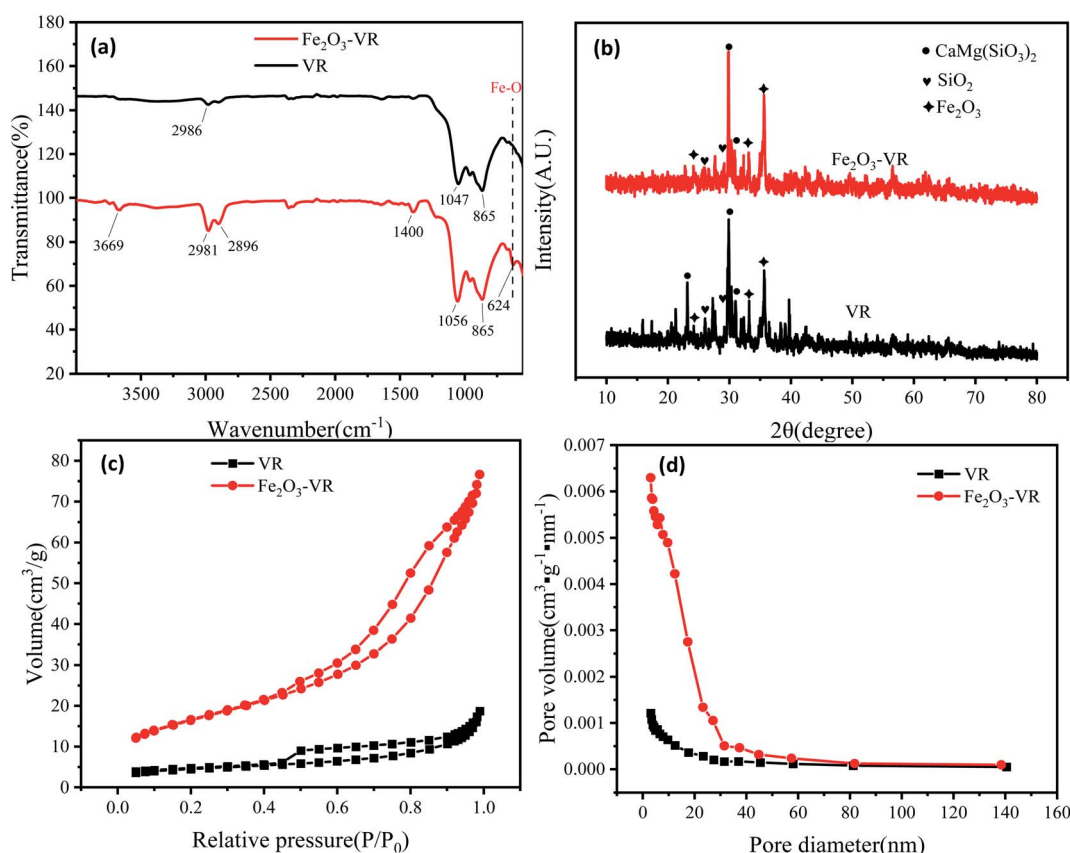 (a)
Fe₂O₃-VR
VR
Fe-O
2986
1047
865
3669
2981
2896
1400
1056
865
624
180
160
140
120
100
80
60
40
20
Transmittance(%)
3500
3000
2500
2000
1500
1000
Wavenumber(cm⁻¹)
(b)
CaMg(SiO₃)₂
SiO₂
Fe₂O₃
Fe₂O₃-VR
VR
Intensity(A.U.)
10
20
30
40
50
60
70
80
2θ(degree)
(c)
VR
Fe₂O₃-VR
80
70
60
50
40
30
20
10
0
Volume(cm³/g)
0.0
0.2
0.4
0.6
0.8
1.0
Relative pressure(P/P₀)
(d)
VR
Fe₂O₃-VR
0.007
0.006
0.005
0.004
0.003
0.002
0.001
0.000
Pore volume(cm³▪g⁻¹▪nm⁻¹)
0
20
40
60
80
100
120
140
160
Pore diameter(nm)